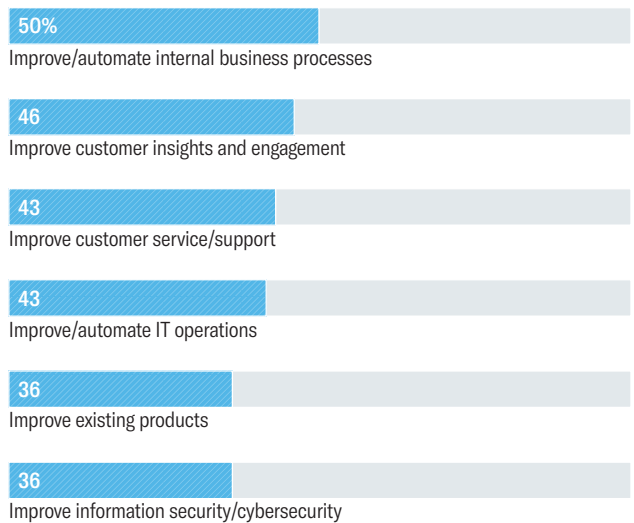 50%
Improve/automate internal business processes
46
Improve customer insights and engagement
43
Improve customer service/support
43
Improve/automate IT operations
36
Improve existing products
36
Improve information security/cybersecurity